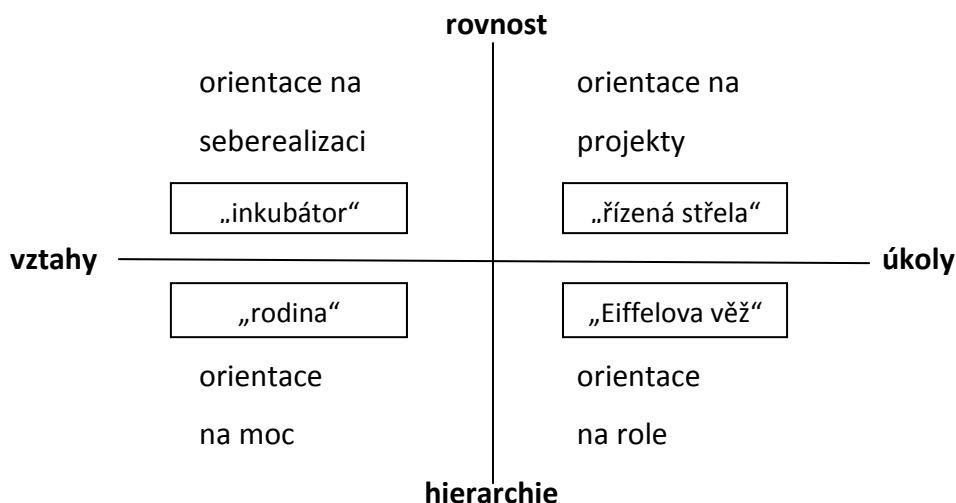 rovnost
orientace na
seberealizaci
„inkubátor“
orientace na
projekty
„řízená střela“
vztahy
úkoly
„rodina“
orientace
na moc
„Eiffelova věž“
orientace
na role
hierarchie